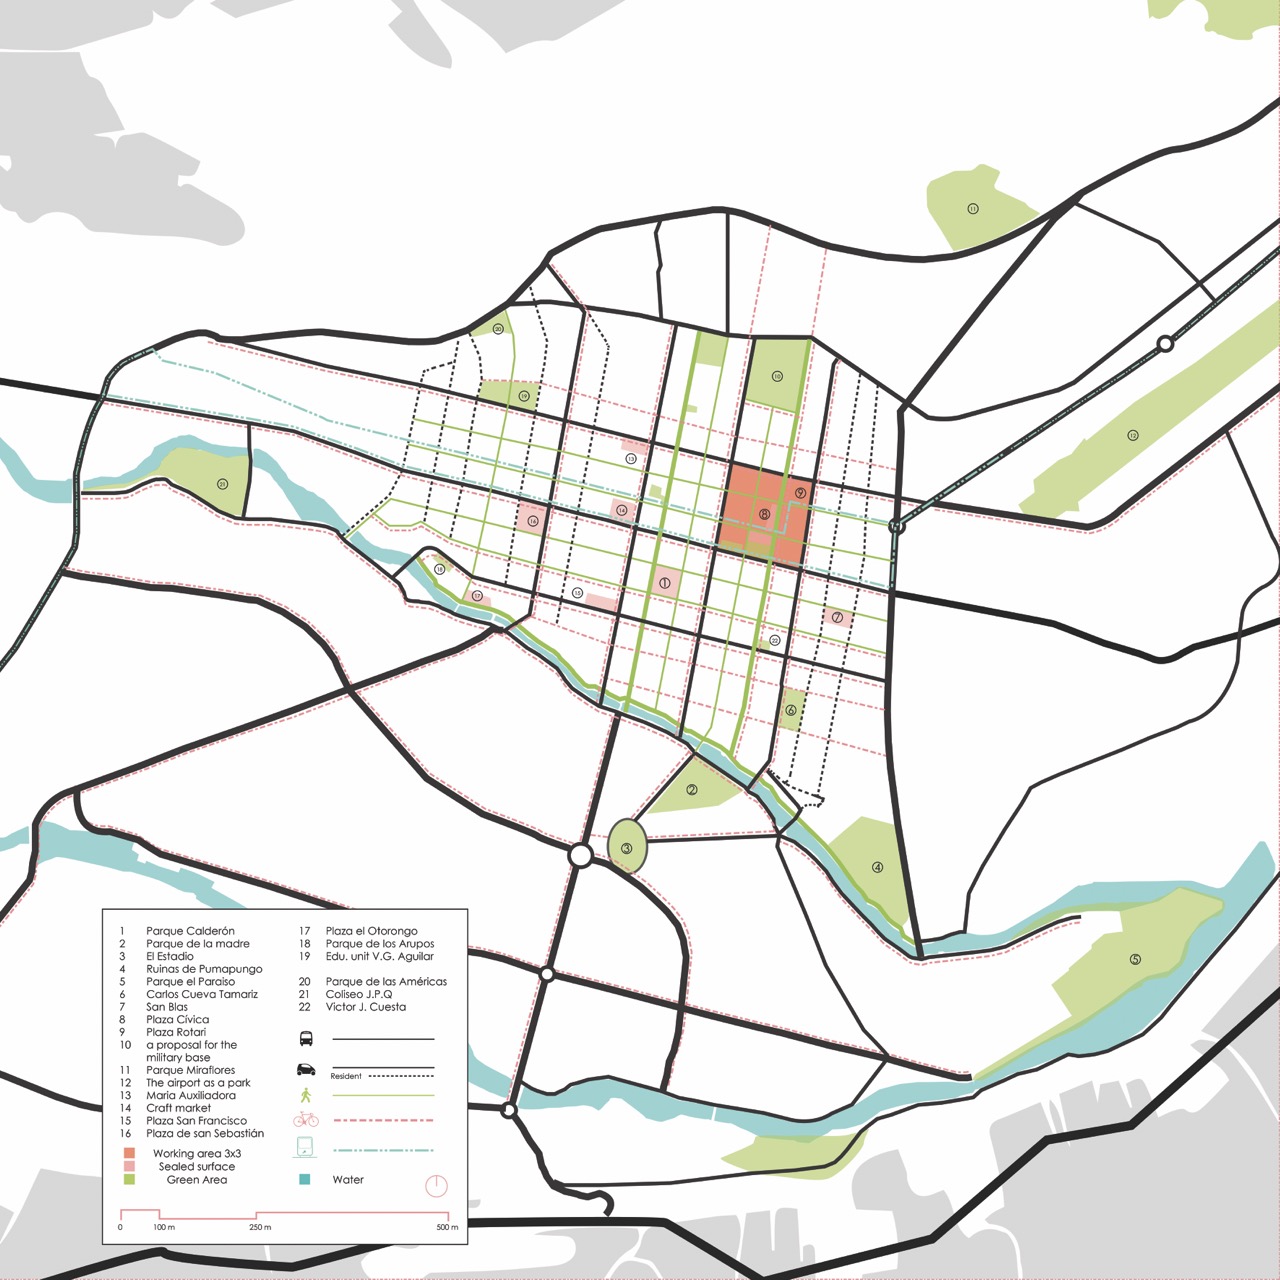 20
11
10
19
12
13
9
8
21
14
16
18
1
17
15
7
22
6
2
3
4
5
1 Parque Calderón
2 Parque de la madre
3 El Estadio
4 Ruinas de Pumapungo
5 Parque el Paraíso
6 Carlos Cueva Tamariz
7 San Blas
8 Plaza Cívica
9 Plaza Rotari
10 a proposal for the
military base
11 Parque Miraflores
12 The airport as a park
13 Maria Auxiliadora
14 Craft market
15 Plaza San Francisco
16 Plaza de san Sebastián
17 Plaza el Otorongo
18 Parque de los Arupos
19 Edu. unit V.G. Aguilar
20 Parque de las Américas
21 Coliseo J.P.Q
22 Victor J. Cuesta
Resident
Working area 3x3
Sealed surface
Green Area
Water
0 100 m 250 m 500 m